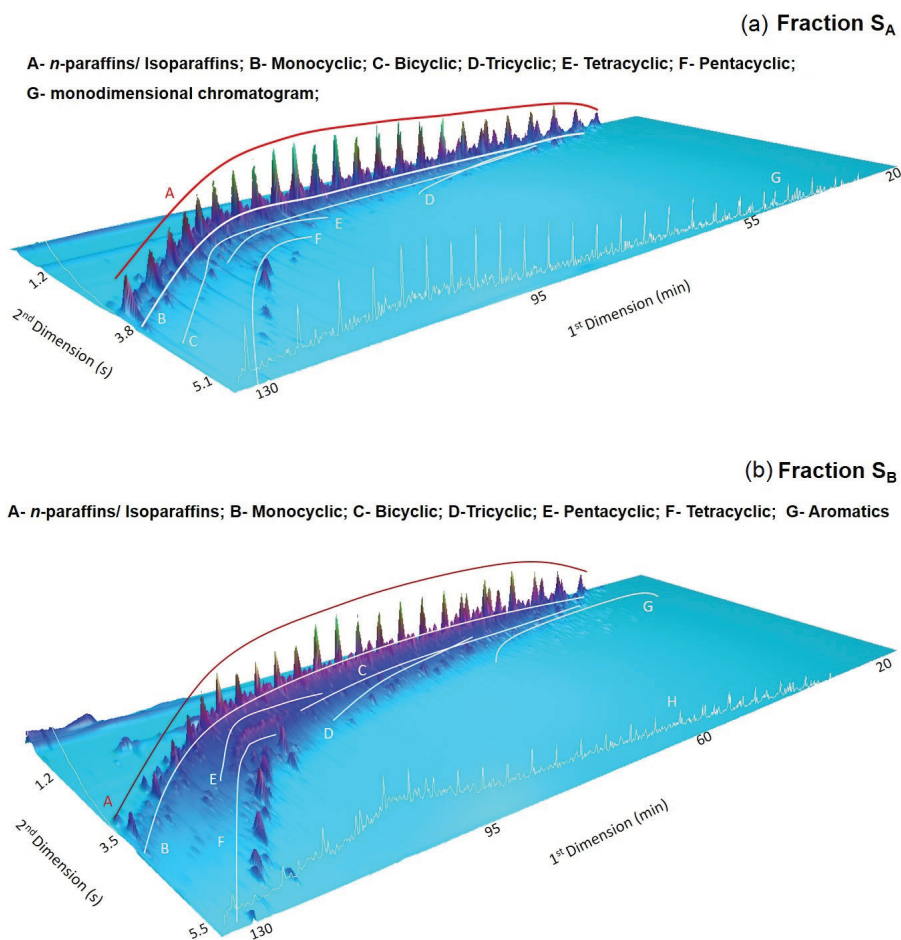 (a) Fraction SA
A- n-paraffins/ Isoparaffins; B- Monocyclic; C- Bicyclic; D-Tricyclic; E- Tetracyclic; F- Pentacyclic;
G- monodimensional chromatogram;
A
B
C
D
E
F
G
1.2
3.8
5.1
2nd Dimension (s)
130
95
55
20
1st Dimension (min)
(b) Fraction SB
A- n-paraffins/ Isoparaffins; B- Monocyclic; C- Bicyclic; D-Tricyclic; E- Pentacyclic; F- Tetracyclic; G- Aromatics
A
B
C
D
E
F
G
H
1.2
3.5
5.5
2nd Dimension (s)
130
95
60
20
1st Dimension (min)